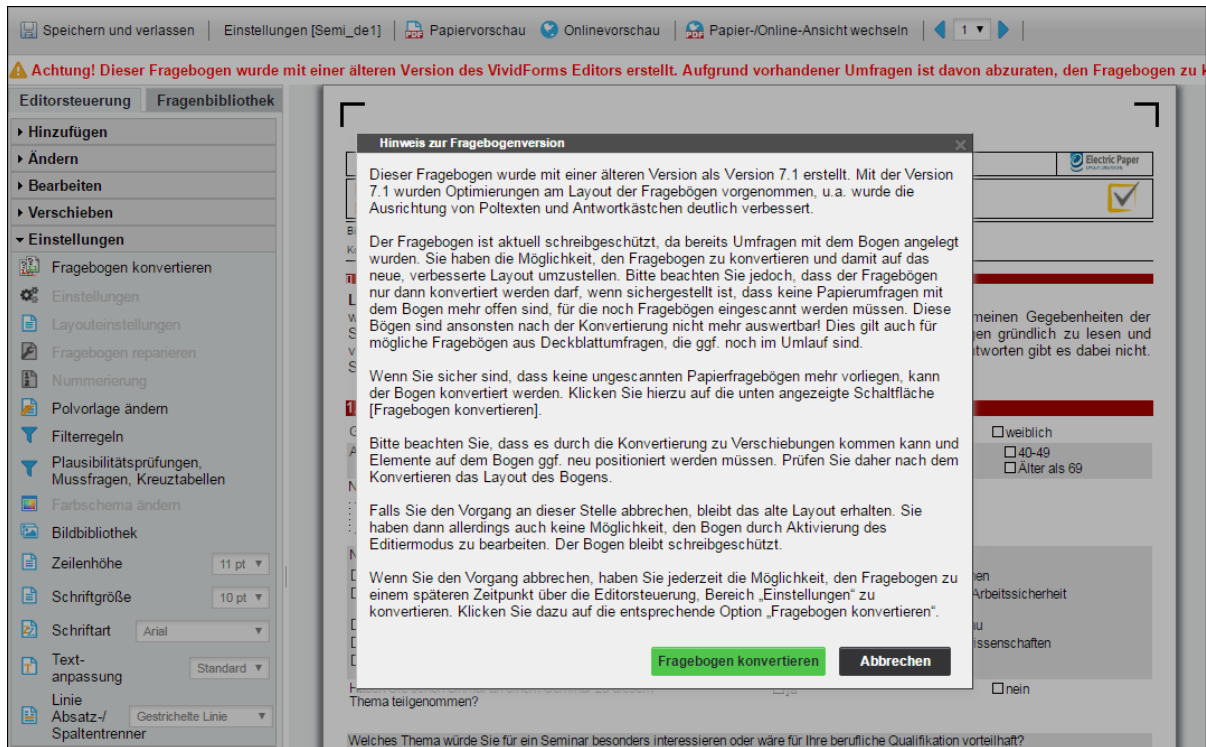 Speichern und verlassen | Einstellungen [Semi_de1] | Papiervorschau Onlinevorschau | Papier-/Online-Ansicht wechseln | 1
Achtung! Dieser Fragebogen wurde mit einer älteren Version des VividForms Editors erstellt. Aufgrund vorhandener Umfragen ist davon abzuraten, den Fragebogen zu
Editorsteuerung Fragenbibliothek
Hinzufügen
Ändern
Bearbeiten
Verschieben
Einstellungen
Fragebogen konvertieren
Einstellungen
Layouteinstellungen
Fragebogen reparieren
Nummerierung
Polvorlage ändern
Filterregeln
Plausibilitätsprüfungen,
Mussfragen, Kreuztabellen
Farbschema ändern
Bildbibliothek
Zeilenhöhe 11 pt
Schriftgröße 10 pt
Schriftart Arial
Text-
anpassung Standard
Linie
Absatz-/ Gestrichelte Linie
Spaltentrenner
Hinweis zur Fragebogenversion
Dieser Fragebogen wurde mit einer älteren Version als Version 7.1 erstellt. Mit der Version
7.1 wurden Optimierungen am Layout der Fragebögen vorgenommen, u.a. wurde die
Ausrichtung von Poltexten und Antwortkästchen deutlich verbessert.
Der Fragebogen ist aktuell schreibgeschützt, da bereits Umfragen mit dem Bogen angelegt
wurden. Sie haben die Möglichkeit, den Fragebogen zu konvertieren und damit auf das
neue, verbesserte Layout umzustellen. Bitte beachten Sie jedoch, dass der Fragebögen
nur dann konvertiert werden darf, wenn sichergestellt ist, dass keine Papierumfragen mit
dem Bogen mehr offen sind, für die noch Fragebögen eingescannt werden müssen. Diese
Bögen sind ansonsten nach der Konvertierung nicht mehr auswertbar! Dies gilt auch für
mögliche Fragebögen aus Deckblattumfragen, die ggf. noch im Umlauf sind.
Wenn Sie sicher sind, dass keine ungescannten Papierfragebögen mehr vorliegen, kann
der Bogen konvertiert werden. Klicken Sie hierzu auf die unten angezeigte Schaltfläche
[Fragebogen konvertieren].
Bitte beachten Sie, dass es durch die Konvertierung zu Verschiebungen kommen kann und
Elemente auf dem Bogen ggf. neu positioniert werden müssen. Prüfen Sie daher nach dem
Konvertieren das Layout des Bogens.
Falls Sie den Vorgang an dieser Stelle abbrechen, bleibt das alte Layout erhalten. Sie
haben dann allerdings auch keine Möglichkeit, den Bogen durch Aktivierung des
Editiermodus zu bearbeiten. Der Bogen bleibt schreibgeschützt.
Wenn Sie den Vorgang abbrechen, haben Sie jederzeit die Möglichkeit, den Fragebogen zu
einem späteren Zeitpunkt über die Editorsteuerung, Bereich „Einstellungen“ zu
konvertieren. Klicken Sie dazu auf die entsprechende Option „Fragebogen konvertieren“.
Fragebogen konvertieren Abbrechen
Electric Paper
meinen Gegebenheiten der
gründlich zu lesen und
gibt es dabei nicht.
weiblich
40-49
Älter als 69
Arbeitssicherheit
ja nein
Thema teilgenommen?
Welches Thema würde Sie für ein Seminar besonders interessieren oder wäre für Ihre berufliche Qualifikation vorteilhaft?